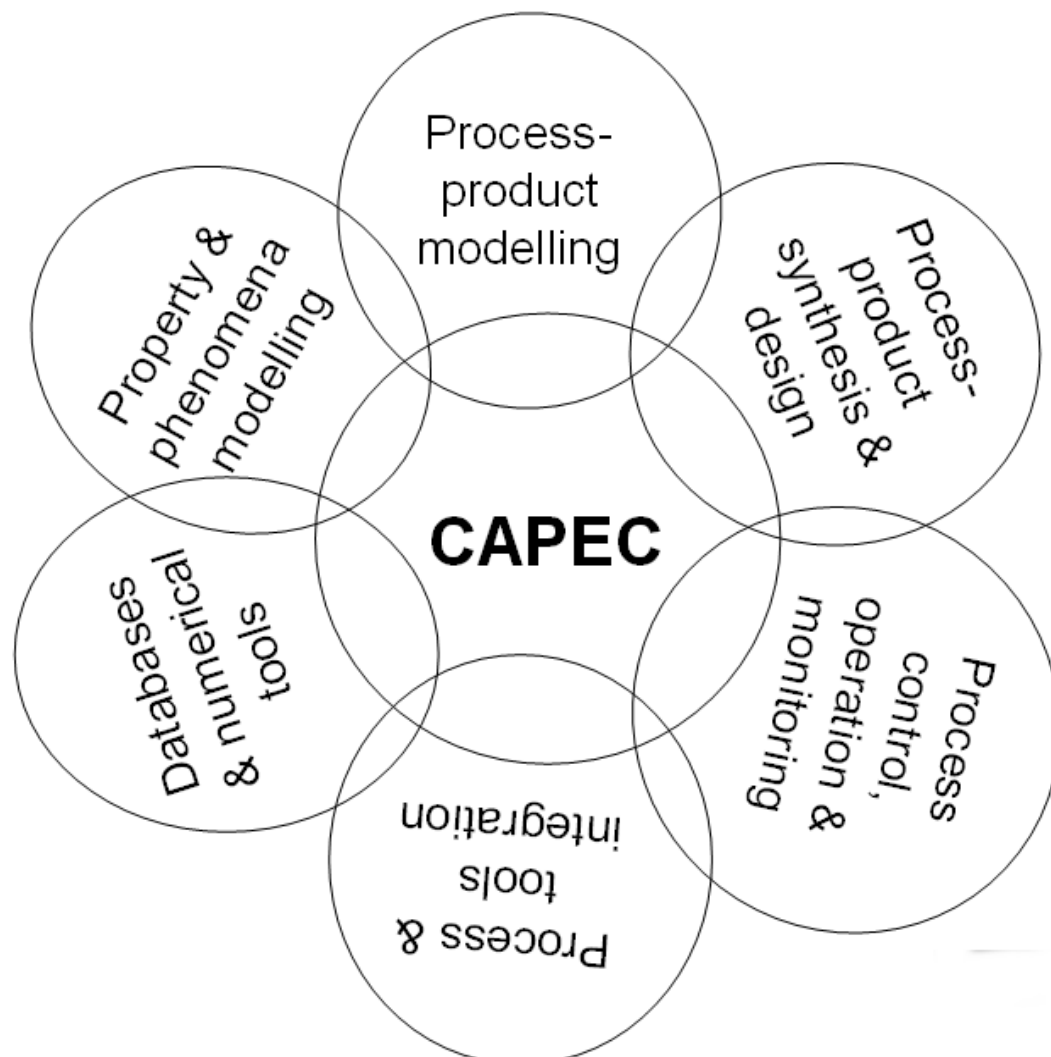 Process-
product
modelling
Process-
product
synthesis &
design
Process
control,
operation &
monitoring
Process &
tools
integration
Databases
& numerical
tools
Property &
phenomena
modelling
CAPEC